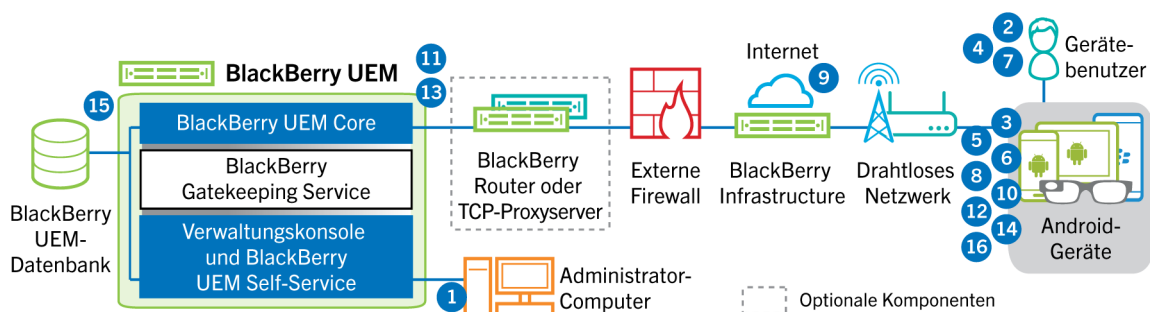 BlackBerry UEM
11
13
15
BlackBerry UEM Core
BlackBerry
Gatekeeping Service
Verwaltungskonsole
und BlackBerry
UEM Self-Service
BlackBerry
UEM-
Datenbank
1
Administrator-
Computer
BlackBerry
Router oder
TCP-Proxyserver
Externe
Firewall
Internet
9
BlackBerry
Infrastructure
Drahtloses
Netzwerk
2
4
7
Geräte-
benutzer
3
5
6
8
10
12
14
16
Android-
Geräte
Optionale Komponenten